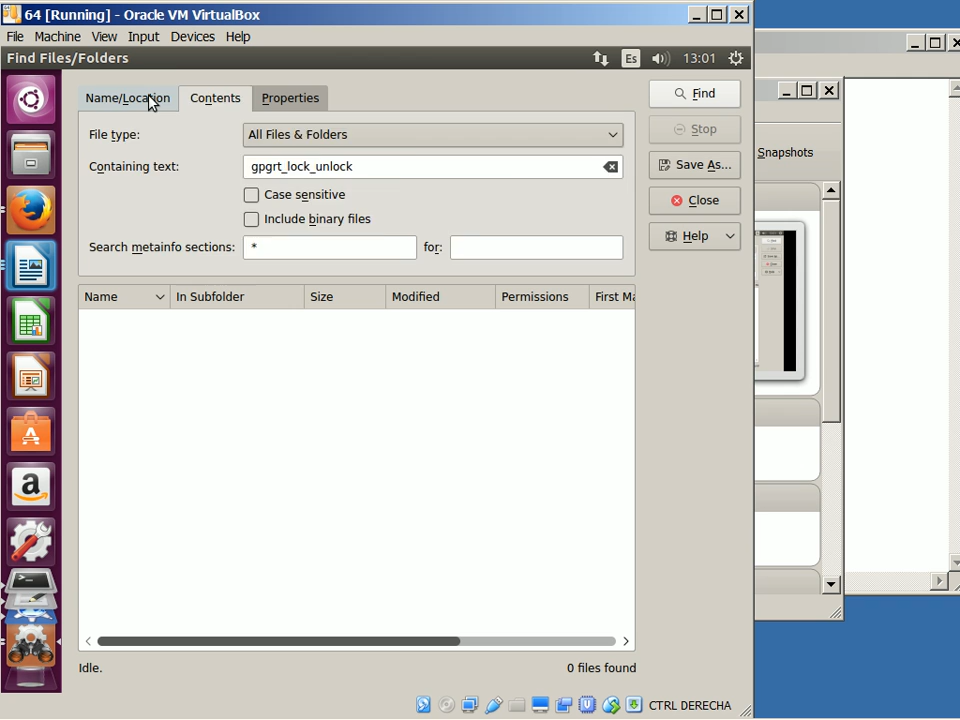 64 [Running] - Oracle VM VirtualBox
File Machine View Input Devices Help
Find Files/Folders Es 13:01
Name/Location Contents Properties Find
File type: All Files & Folders Stop
Containing text: gpgrt_lock_unlock Save As...
Snapshots
Case sensitive Close
Include binary files
Search metainfo sections: * for: Help
Name In Subfolder Size Modified Permissions First Ma
Idle. 0 files found
CTRL DERECHA